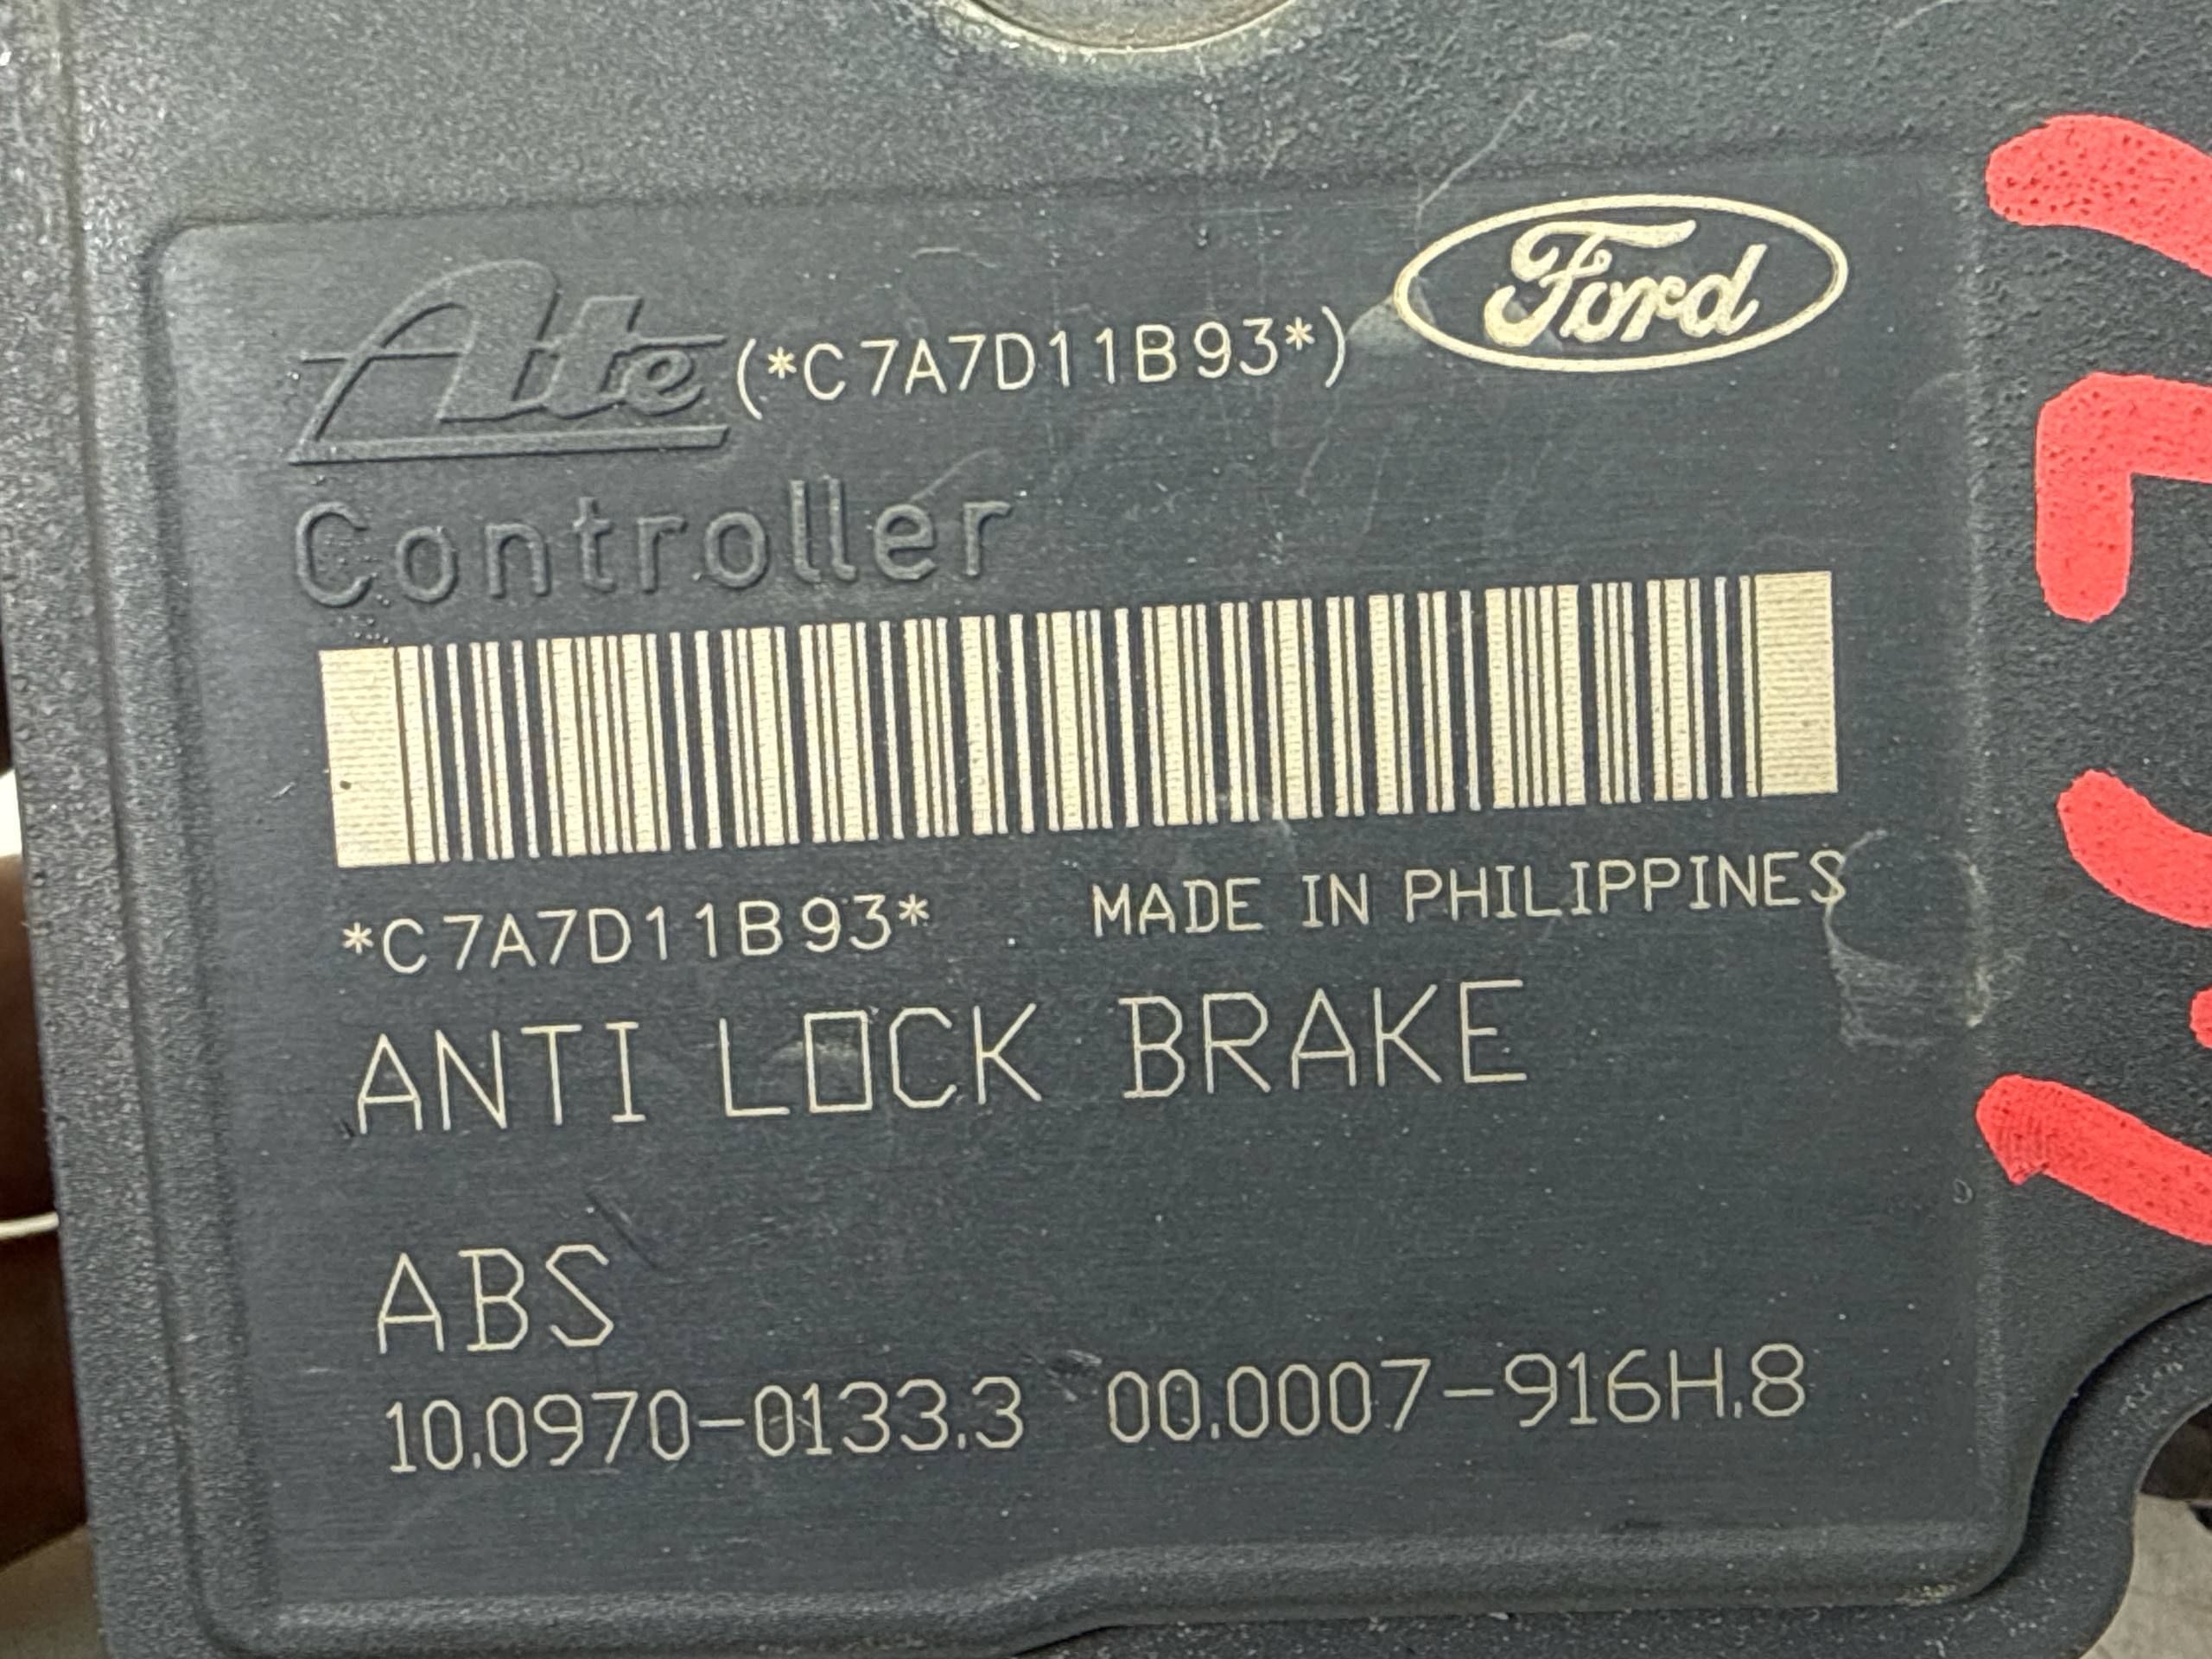 Ate (*C7A7D11B93*) Ford
Controller
*C7A7D11B93* MADE IN PHILIPPINES
ANTI LOCK BRAKE
ABS
10.0970-0133.3 00.0007-916H.8